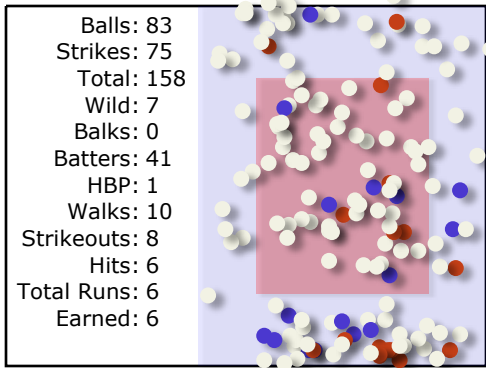 Balls: 83
Strikes: 75
Total: 158
Wild: 7
Balks: 0
Batters: 41
HBP: 1
Walks: 10
Strikeouts: 8
Hits: 6
Total Runs: 6
Earned: 6